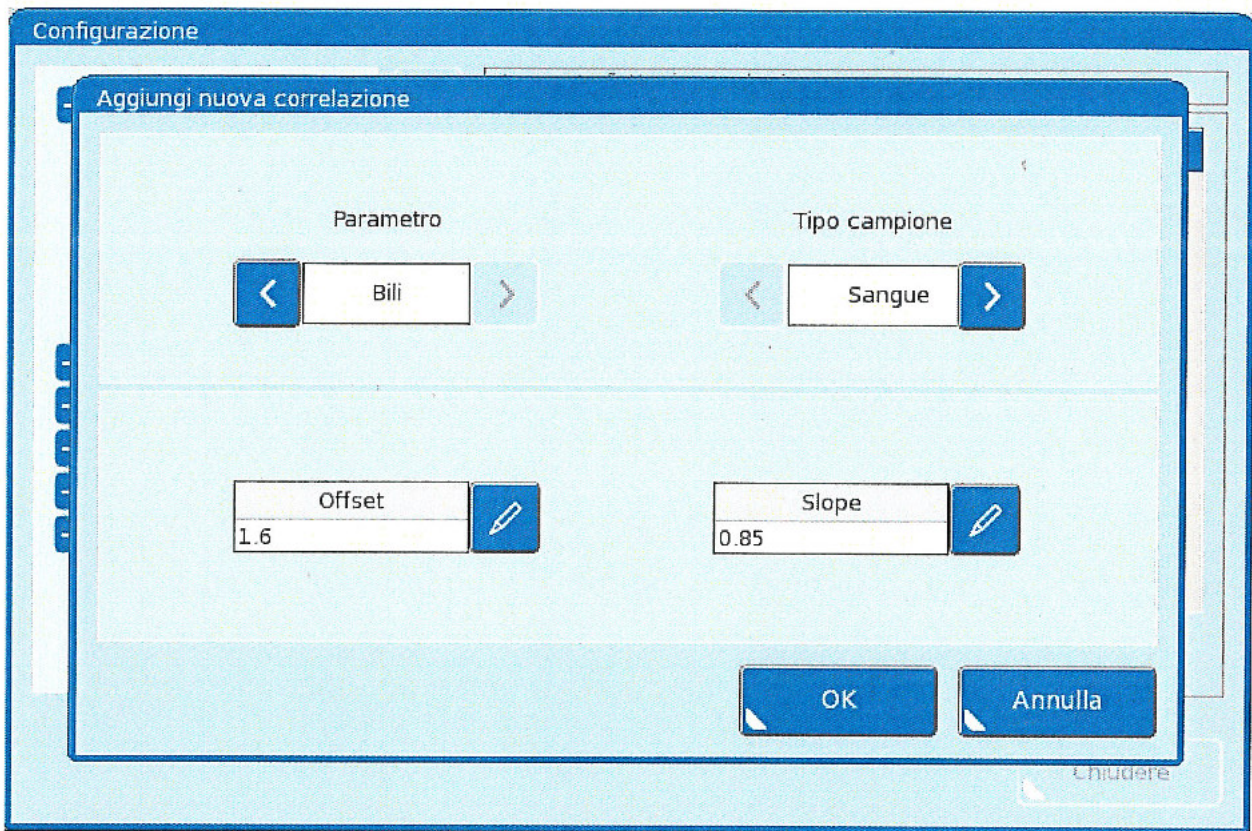 Configurazione
Aggiungi nuova correlazione
Parametro
Tipo campione
Bili
Sangue
Offset
1.6
Slope
0.85
OK
Annulla
Chiudere